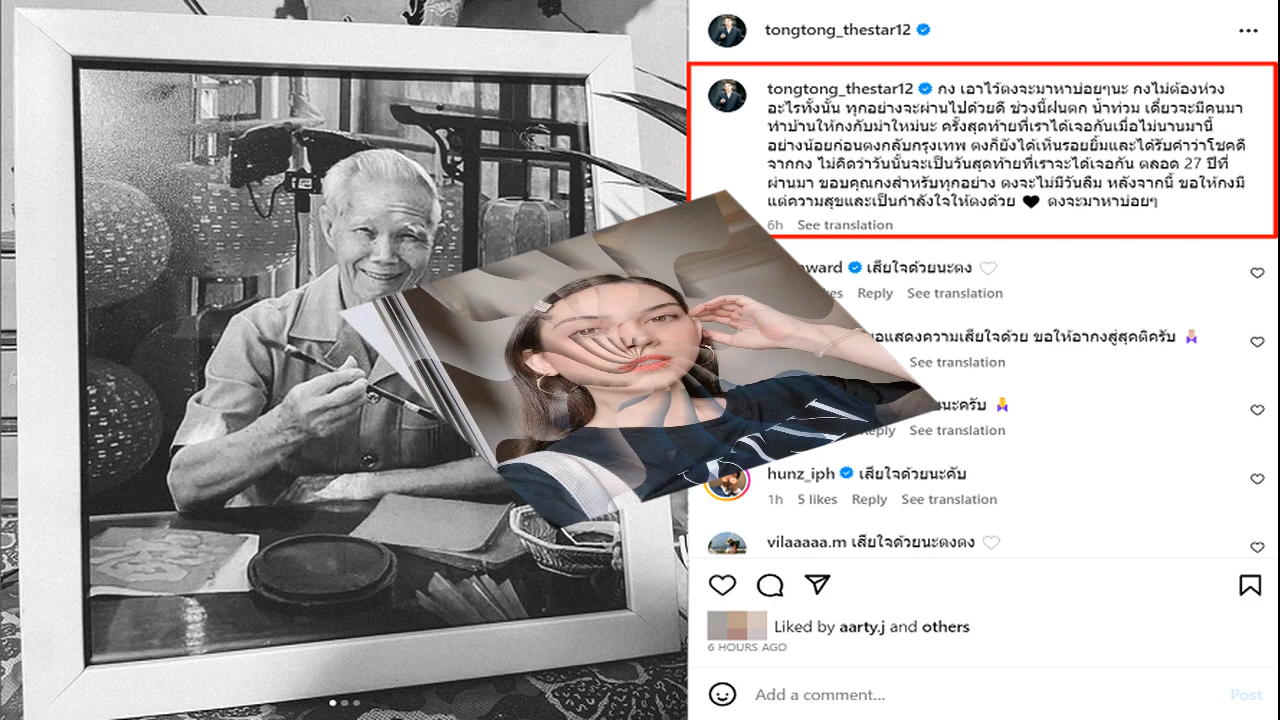 tongtong_thestar12
tongtong_thestar12 กง เอาไว้ตงจะมาหาบ่อยๆนะ กงไม่ต้องห่วง
อะไรทั้งนั้น ทุกอย่างจะผ่านไปด้วยดี ช่วงนี้ฝนตก น้ำท่วม เดี๋ยวจะมีคนมา
ทำบ้านให้กงกับม่าใหม่นะ ครั้งสุดท้ายที่เราได้เจอกันเมื่อไม่นานมานี้
อย่างน้อยก่อนตงกลับกรุงเทพ ตงก็ยังได้เห็นรอยยิ้มและได้รับคำว่าโชคดี
จากกง ไม่คิดว่าวันนั้นจะเป็นวันสุดท้ายที่เราจะได้เจอกัน ตลอด 27 ปีที่
ผ่านมา ขอบคุณกงสำหรับทุกอย่าง ตงจะไม่มีวันลืม หลังจากนี้ ขอให้กงมี
แต่ความสุขและเป็นกำลังใจให้ตงด้วย 🖤 ตงจะมาหาบ่อยๆ
6h See translation
เสียใจด้วยนะตง 🤍
Reply See translation
ขอแสดงความเสียใจด้วย ขอให้อากงสู่สุคติครับ 🙏
See translation
นะครับ 🙏
Reply See translation
hunz_iph เสียใจด้วยนะคับ
1h 5 likes Reply See translation
vilaaaaa.m เสียใจด้วยนะตงตง 🤍
Liked by aarty.j and others
6 HOURS AGO
Add a comment...
Post